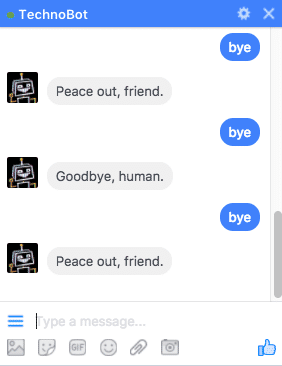 TechnoBot
bye
Peace out, friend.
bye
Goodbye, human.
bye
Peace out, friend.
Type a message...
GIF